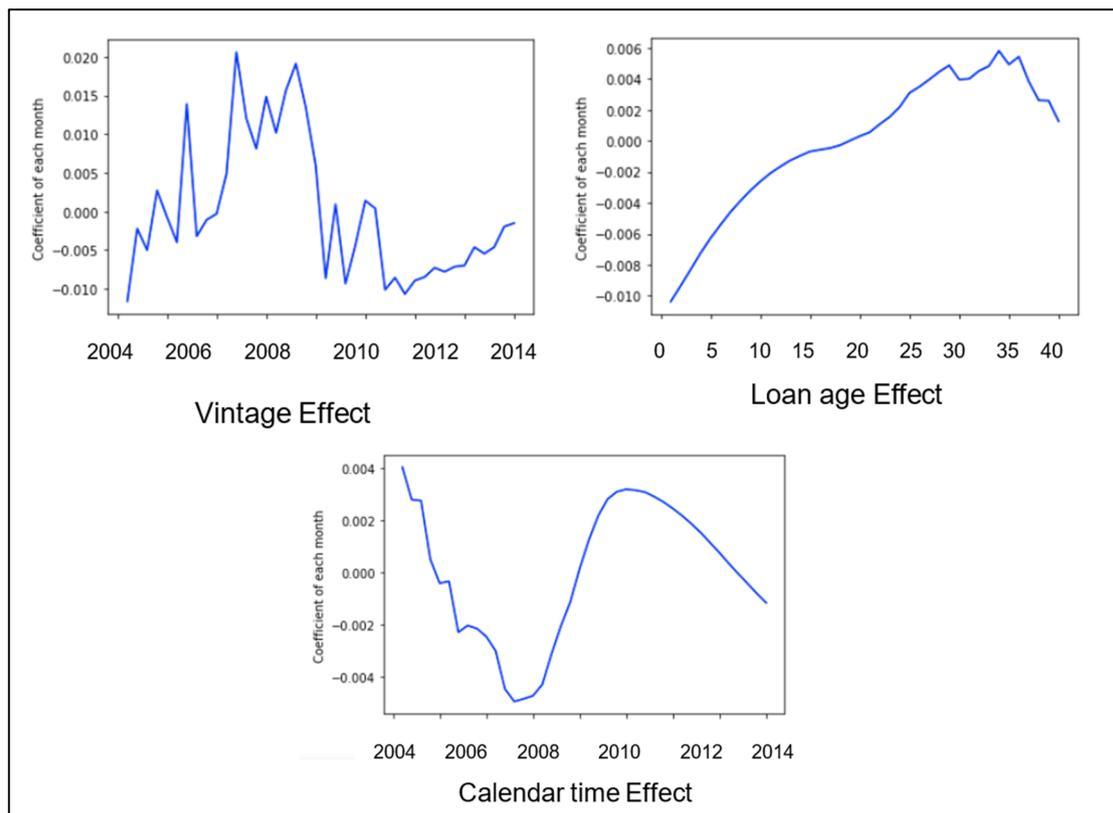 Coefficient of each month
0.020
0.015
0.010
0.005
0.000
−0.005
−0.010
2004 2006 2008 2010 2012 2014
Vintage Effect
Coefficient of each month
0.006
0.004
0.002
0.000
−0.002
−0.004
−0.006
−0.008
−0.010
0 5 10 15 20 25 30 35 40
Loan age Effect
Coefficient of each month
0.004
0.002
0.000
−0.002
−0.004
2004 2006 2008 2010 2012 2014
Calendar time Effect